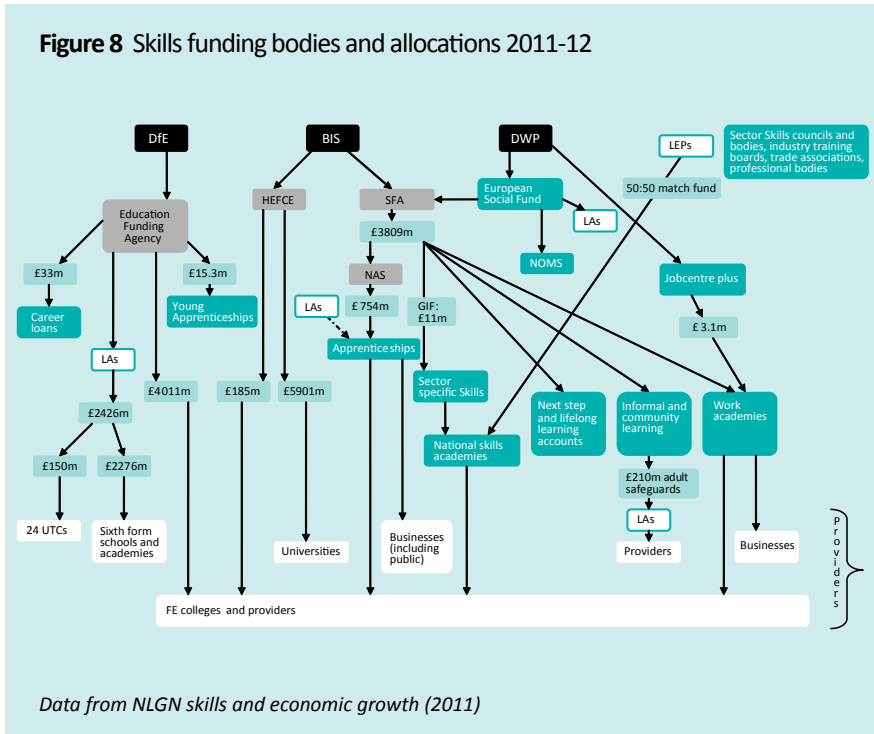 Figure 8 Skills funding bodies and allocations 2011-12
DfE
BIS
DWP
LEPs
Sector Skills councils and
bodies, industry training
boards, trade associations,
professional bodies
HEFCE
SFA
European
Social Fund
50:50 match fund
Education
Funding
Agency
LAs
£3809m
£33m
£15.3m
NAS
NOMS
Jobcentre plus
Career
loans
Young
Apprenticeships
LAs
£ 754m
GIF:
£11m
£ 3.1m
Apprenticeships
LAs
£4011m
£185m
£5901m
Sector
specific Skills
Next step
and lifelong
learning
accounts
Informal and
community
learning
Work
academies
£2426m
National skills
academies
£150m
£2276m
£210m adult
safeguards
LAs
24 UTCs
Sixth form
schools and
academies
Universities
Businesses
(including
public)
Providers
Businesses
Providers
FE colleges and providers
Data from NLGN skills and economic growth (2011)